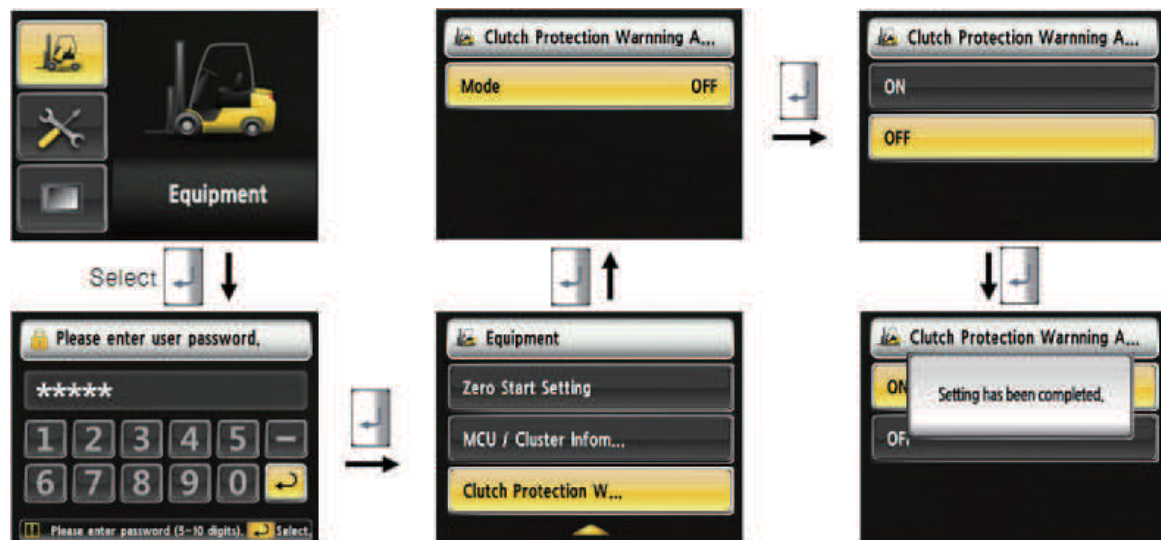 Equipment
Select
Please enter user password.
*****
1 2 3 4 5 -
6 7 8 9 0
Please enter password (5~10 digits). Select
Equipment
Zero Start Setting
MCU / Cluster Infom...
Clutch Protection W...
Clutch Protection Warnning A...
Mode OFF
Clutch Protection Warnning A...
ON
OFF
Clutch Protection Warnning A...
ON
Setting has been completed.
OF